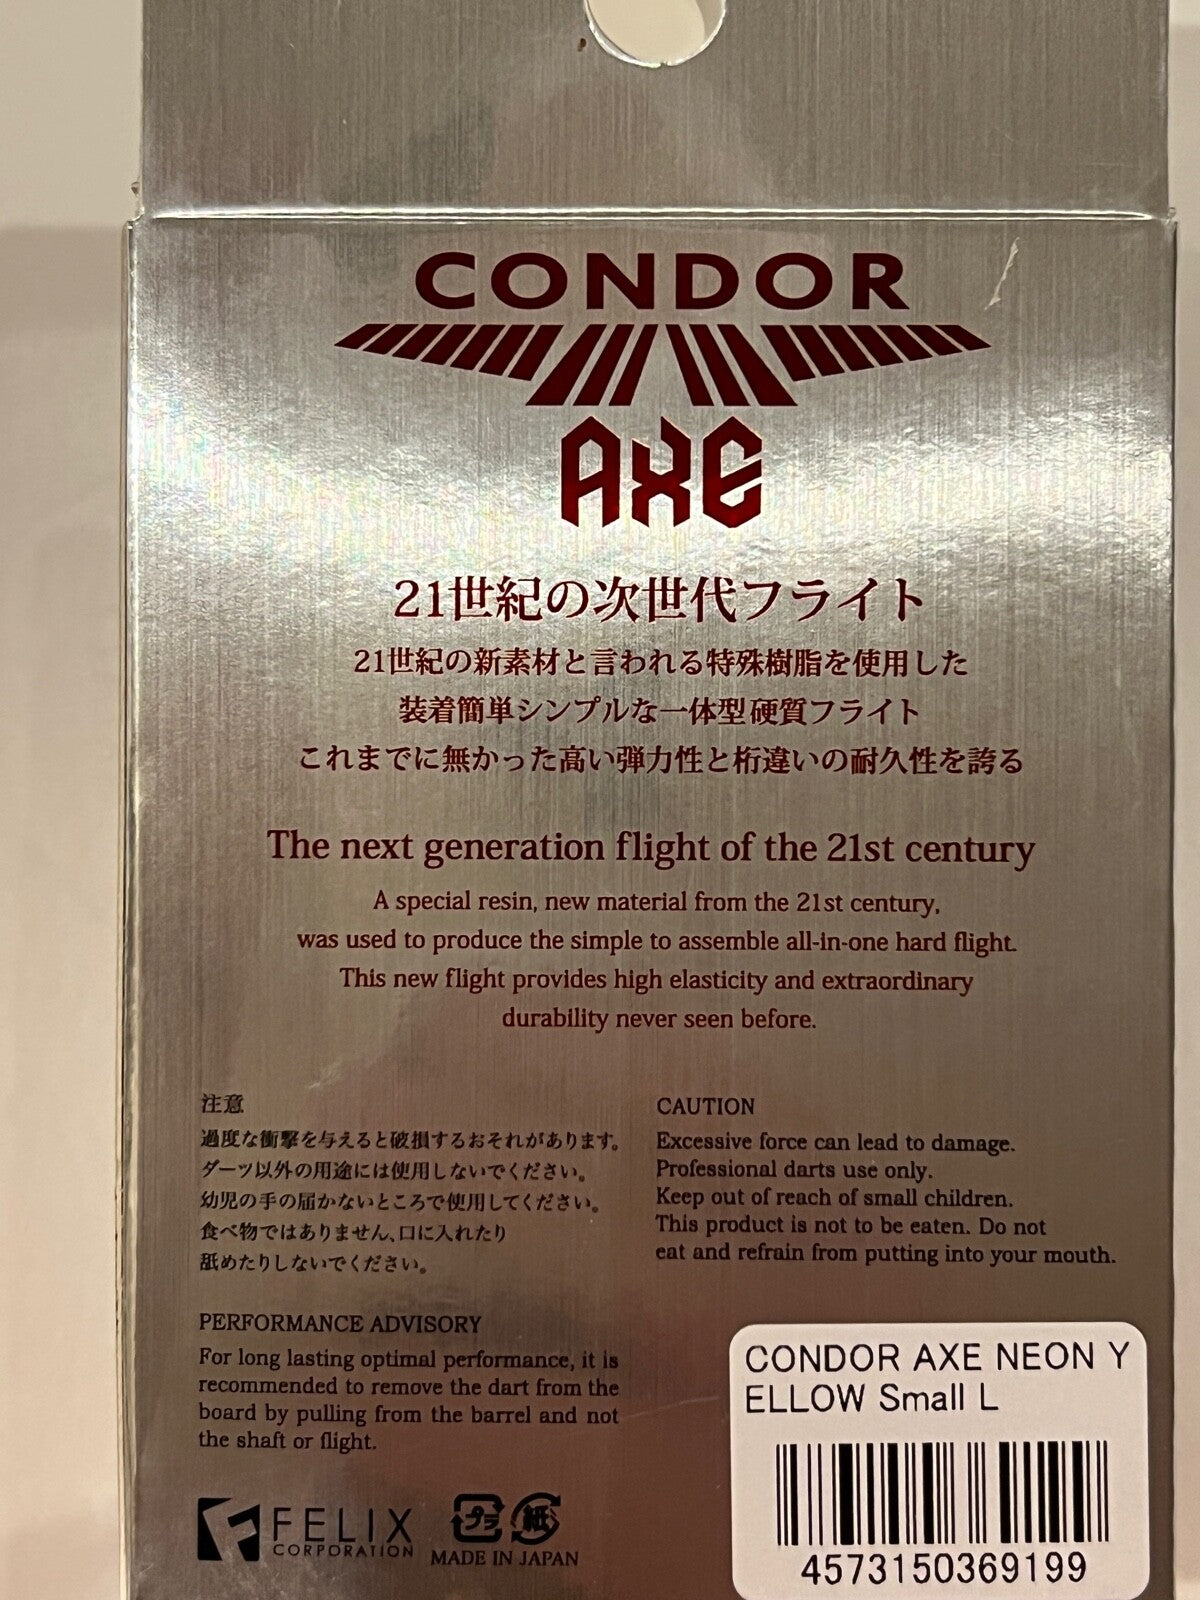 CONDOR
AXE
21世紀の次世代フライト
21世紀の新素材と言われる特殊樹脂を使用した
装着簡単シンプルな一体型硬質フライト
これまでに無かった高い弾力性と桁違いの耐久性を誇る
The next generation flight of the 21st century
A special resin, new material from the 21st century,
was used to produce the simple to assemble all-in-one hard flight.
This new flight provides high elasticity and extraordinary
durability never seen before.
注意
過度な衝撃を与えると破損するおそれがあります。
ダーツ以外の用途には使用しないでください。
幼児の手の届かないところで使用してください。
食べ物ではありません、口に入れたり
舐めたりしないでください。
CAUTION
Excessive force can lead to damage.
Professional darts use only.
Keep out of reach of small children.
This product is not to be eaten. Do not
eat and refrain from putting into your mouth.
PERFORMANCE ADVISORY
For long lasting optimal performance, it is
recommended to remove the dart from the
board by pulling from the barrel and not
the shaft or flight.
FELIX
CORPORATION
プラ 紙
MADE IN JAPAN
CONDOR AXE NEON Y
ELLOW Small L
4573150369199